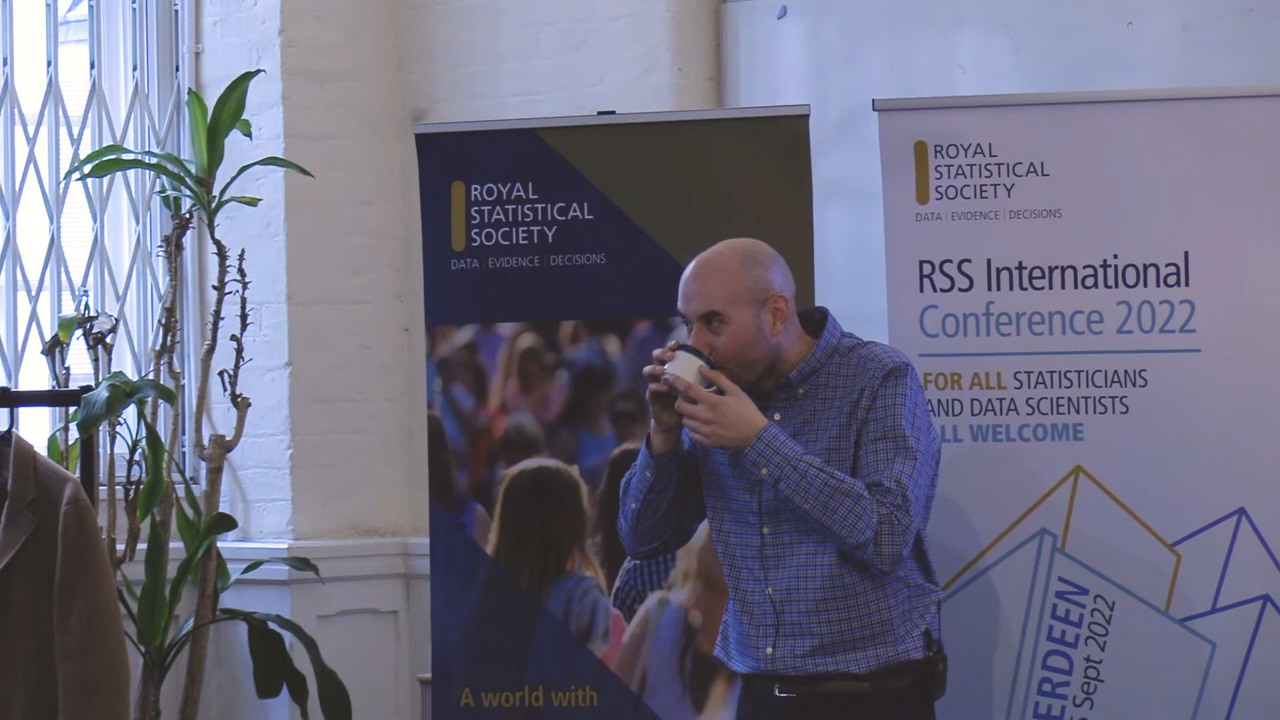 ROYAL
STATISTICAL
SOCIETY
DATA | EVIDENCE | DECISIONS
A world with
ROYAL
STATISTICAL
SOCIETY
DATA | EVIDENCE | DECISIONS
RSS International
Conference 2022
FOR ALL STATISTICIANS
AND DATA SCIENTISTS
LL WELCOME
ERDEEN
Sept 2022